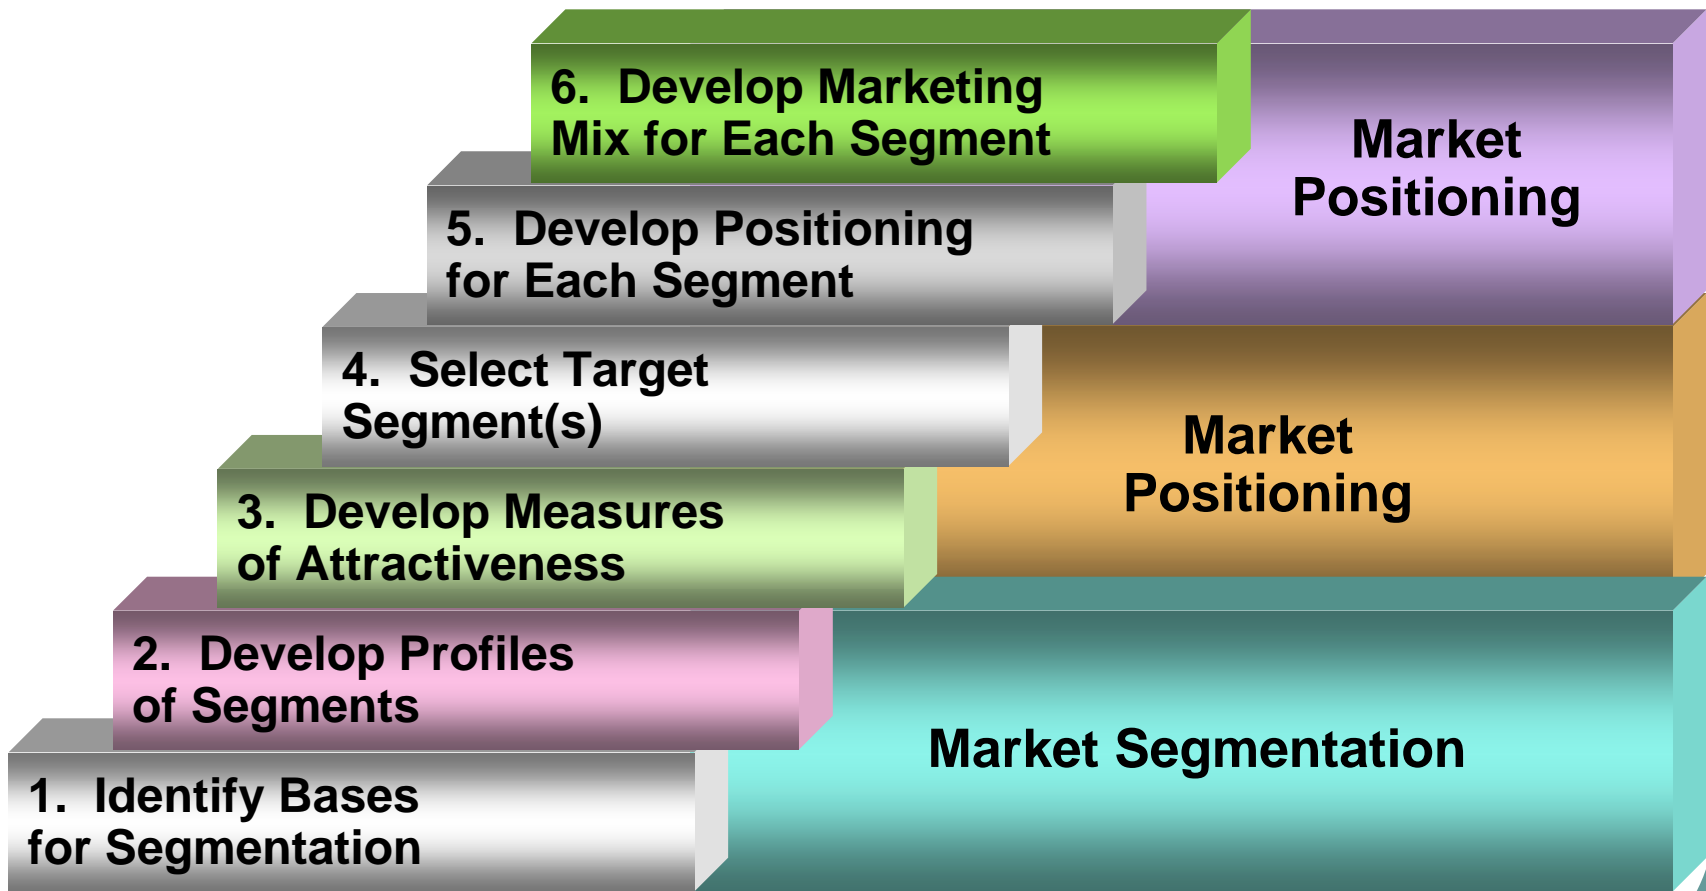 6. Develop Marketing
Mix for Each Segment
Market
Positioning
5. Develop Positioning
for Each Segment
4. Select Target
Segment(s)
Market
Positioning
3. Develop Measures
of Attractiveness
2. Develop Profiles
of Segments
Market Segmentation
1. Identify Bases
for Segmentation